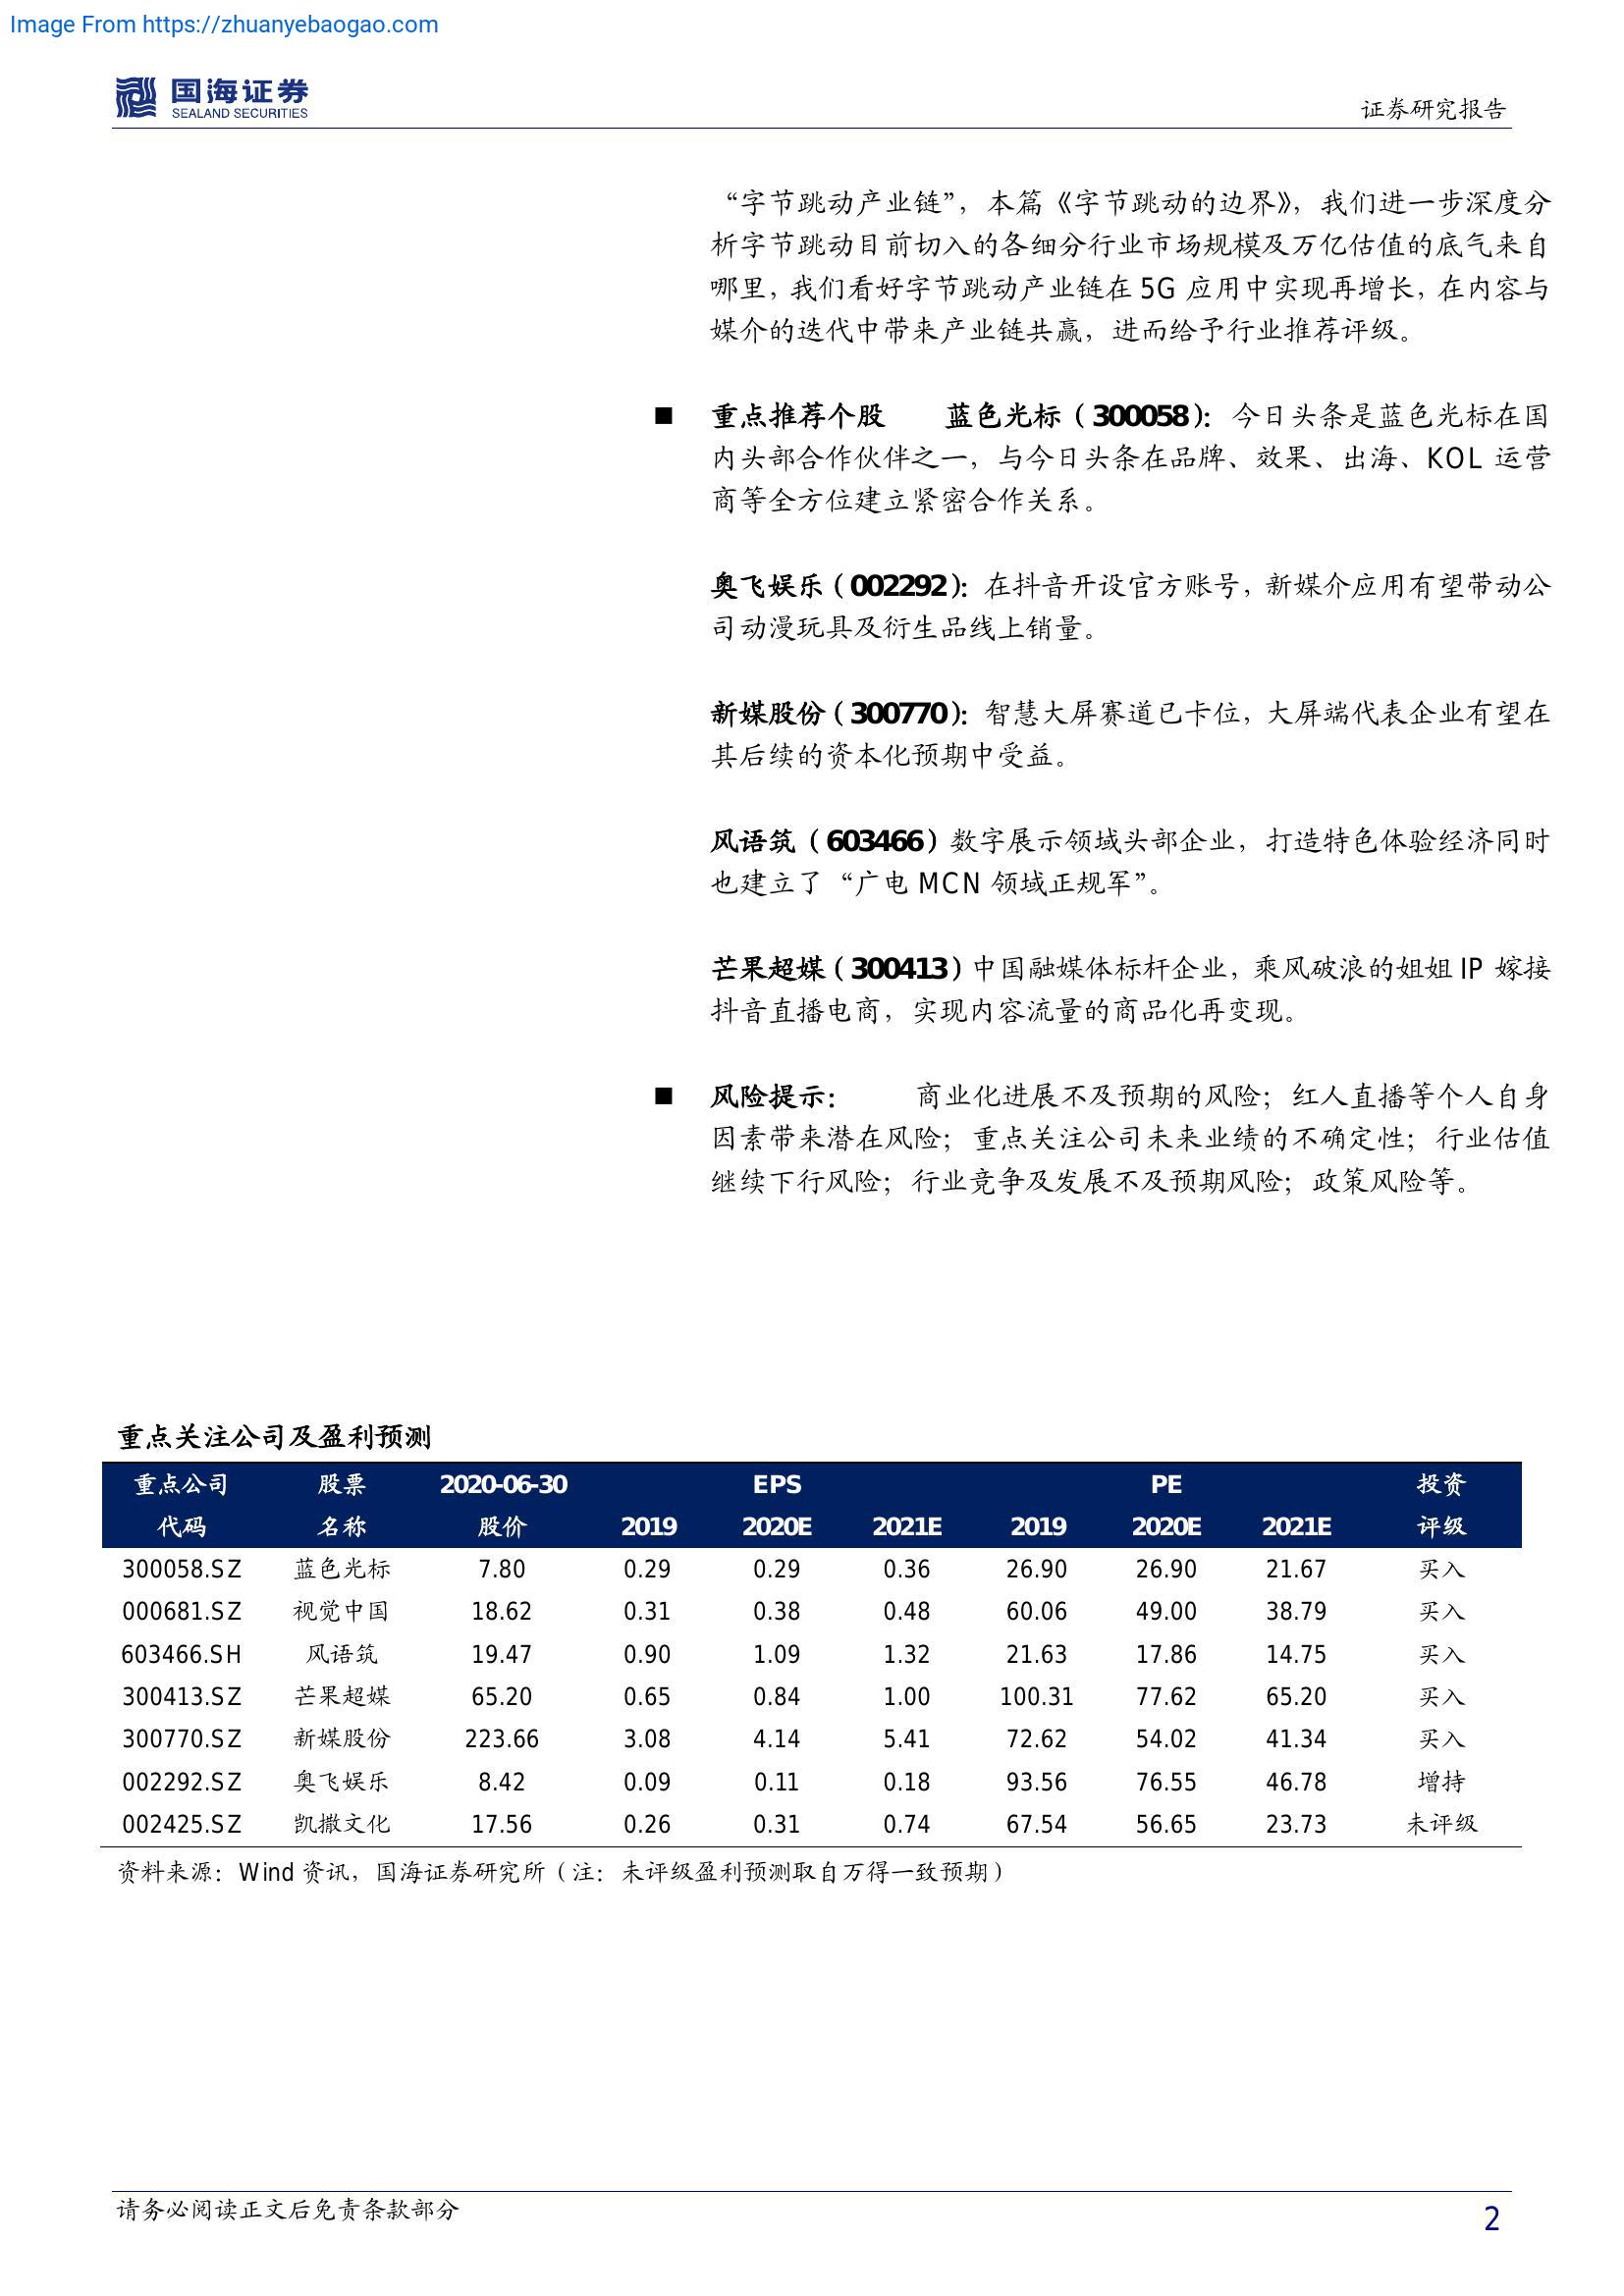 Image From https://zhuanyebaogao.com
国海证券
SEALAND SECURITIES
证券研究报告
“字节跳动产业链”，本篇《字节跳动的边界》，我们进一步深度分
析字节跳动目前切入的各细分行业市场规模及万亿估值的底气来自
哪里，我们看好字节跳动产业链在 5G 应用中实现再增长，在内容与
媒介的迭代中带来产业链共赢，进而给予行业推荐评级。
■ 重点推荐个股 蓝色光标（300058）：今日头条是蓝色光标在国
内头部合作伙伴之一，与今日头条在品牌、效果、出海、KOL 运营
商等全方位建立紧密合作关系。
奥飞娱乐（002292）：在抖音开设官方账号，新媒介应用有望带动公
司动漫玩具及衍生品线上销量。
新媒股份（300770）：智慧大屏赛道已卡位，大屏端代表企业有望在
其后续的资本化预期中受益。
风语筑（603466）数字展示领域头部企业，打造特色体验经济同时
也建立了“广电 MCN 领域正规军”。
芒果超媒（300413）中国融媒体标杆企业，乘风破浪的姐姐 IP 嫁接
抖音直播电商，实现内容流量的商品化再变现。
■ 风险提示： 商业化进展不及预期的风险；红人直播等个人自身
因素带来潜在风险；重点关注公司未来业绩的不确定性；行业估值
继续下行风险；行业竞争及发展不及预期风险；政策风险等。
重点关注公司及盈利预测
重点公司 股票 2020-06-30 EPS PE 投资
代码 名称 股价 2019 2020E 2021E 2019 2020E 2021E 评级
300058.SZ 蓝色光标 7.80 0.29 0.29 0.36 26.90 26.90 21.67 买入
000681.SZ 视觉中国 18.62 0.31 0.38 0.48 60.06 49.00 38.79 买入
603466.SH 风语筑 19.47 0.90 1.09 1.32 21.63 17.86 14.75 买入
300413.SZ 芒果超媒 65.20 0.65 0.84 1.00 100.31 77.62 65.20 买入
300770.SZ 新媒股份 223.66 3.08 4.14 5.41 72.62 54.02 41.34 买入
002292.SZ 奥飞娱乐 8.42 0.09 0.11 0.18 93.56 76.55 46.78 增持
002425.SZ 凯撒文化 17.56 0.26 0.31 0.74 67.54 56.65 23.73 未评级
资料来源：Wind 资讯，国海证券研究所（注：未评级盈利预测取自万得一致预期）
请务必阅读正文后免责条款部分
2